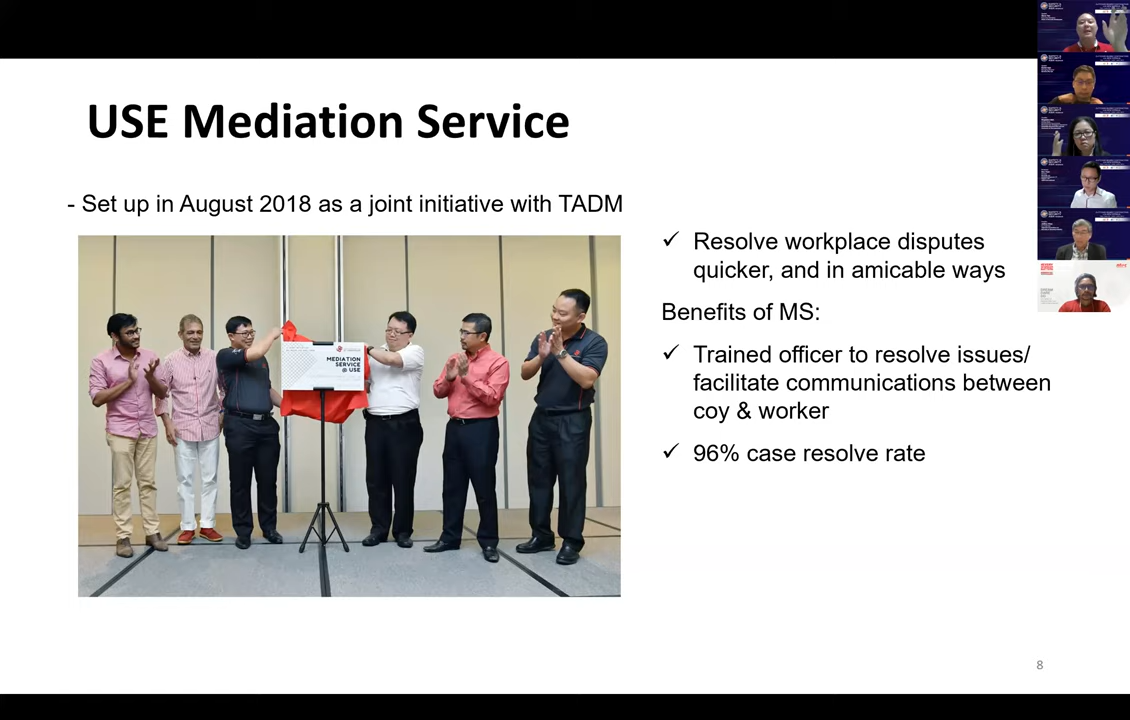 USE Mediation Service
- Set up in August 2018 as a joint initiative with TADM
MEDIATION
SERVICE
@ USE
✓ Resolve workplace disputes
quicker, and in amicable ways
Benefits of MS:
✓ Trained officer to resolve issues/
facilitate communications between
coy & worker
✓ 96% case resolve rate
8